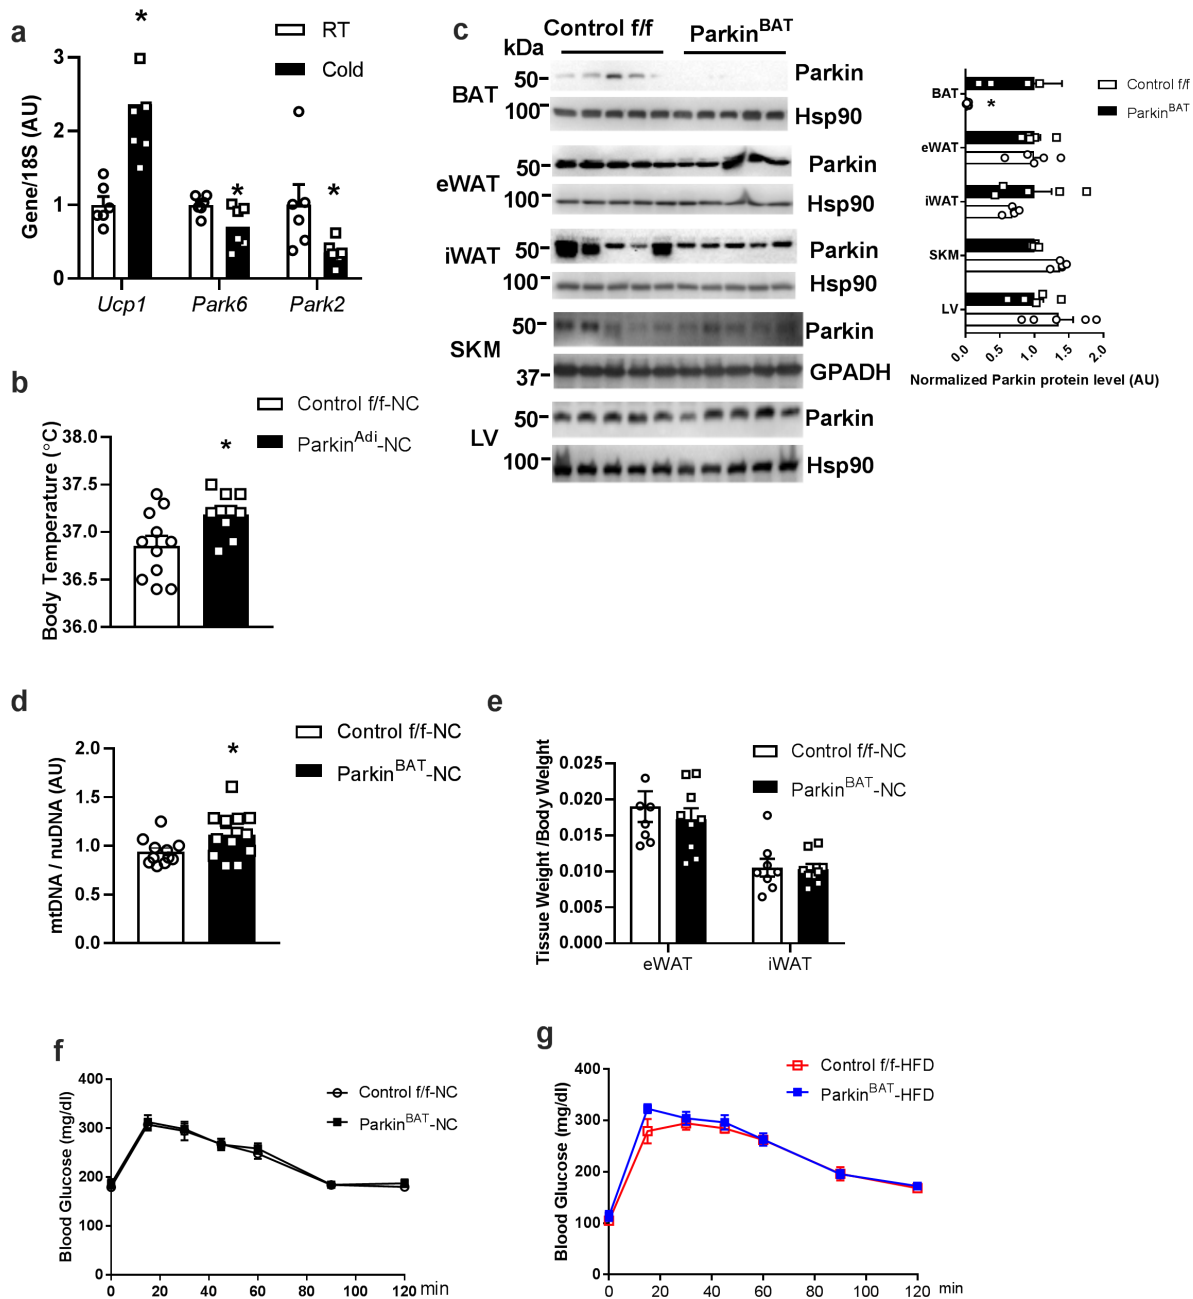 a
RT
Cold
*
*
*
Gene/18S (AU)
3
2
1
0
Ucp1
Park6
Park2
b
Control f/f-NC
ParkinAdi-NC
*
Body Temperature (°C)
38.0
37.5
37.0
36.5
36.0
c
Control f/f
ParkinBAT
kDa
BAT
50
Parkin
100
Hsp90
eWAT
50
Parkin
100
Hsp90
iWAT
50
Parkin
100
Hsp90
SKM
50
Parkin
37
GPADH
LV
50
Parkin
100
Hsp90
Control f/f
ParkinBAT
BAT
*
eWAT
iWAT
SKM
LV
0.0
0.5
1.0
1.5
2.0
Normalized Parkin protein level (AU)
d
Control f/f-NC
ParkinBAT-NC
*
mtDNA / nuDNA (AU)
2.0
1.5
1.0
0.5
0.0
e
Control f/f-NC
ParkinBAT-NC
Tissue Weight /Body Weight
0.025
0.020
0.015
0.010
0.005
0.000
eWAT
iWAT
f
Control f/f-NC
ParkinBAT-NC
Blood Glucose (mg/dl)
400
300
200
100
0
0 20 40 60 80 100 120 min
g
Control f/f-HFD
ParkinBAT-HFD
Blood Glucose (mg/dl)
400
300
200
100
0
0 20 40 60 80 100 120 min